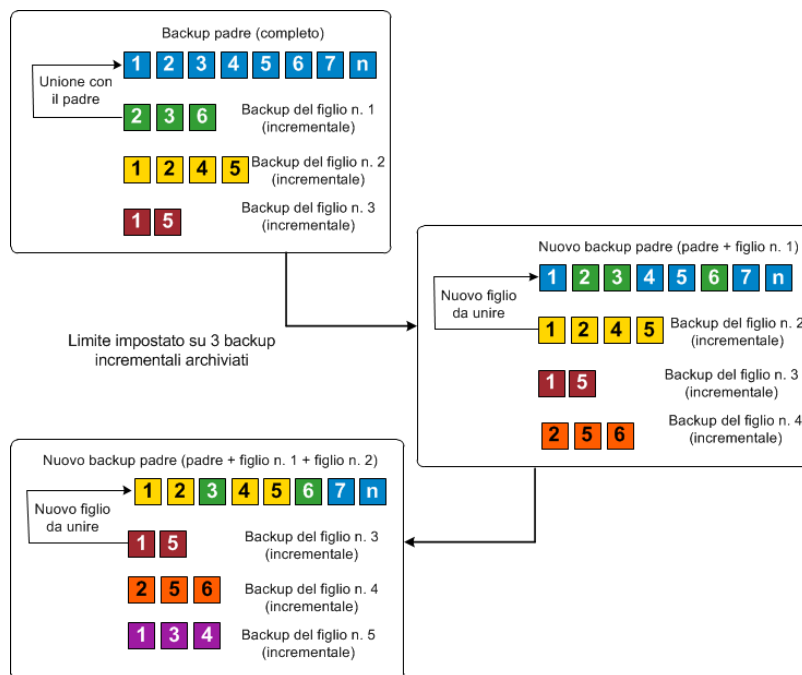 Backup padre (completo)
1 2 3 4 5 6 7 n
Unione con
il padre
2 3 6
Backup del figlio n. 1
(incrementale)
1 2 4 5
Backup del figlio n. 2
(incrementale)
1 5
Backup del figlio n. 3
(incrementale)
Limite impostato su 3 backup
incrementali archiviati
Nuovo backup padre (padre + figlio n. 1)
1 2 3 4 5 6 7 n
Nuovo figlio
da unire
1 2 4 5
Backup del figlio n. 2
(incrementale)
1 5
Backup del figlio n. 3
(incrementale)
2 5 6
Backup del figlio n. 4
(incrementale)
Nuovo backup padre (padre + figlio n. 1 + figlio n. 2)
1 2 3 4 5 6 7 n
Nuovo figlio
da unire
1 5
Backup del figlio n. 3
(incrementale)
2 5 6
Backup del figlio n. 4
(incrementale)
1 3 4
Backup del figlio n. 5
(incrementale)